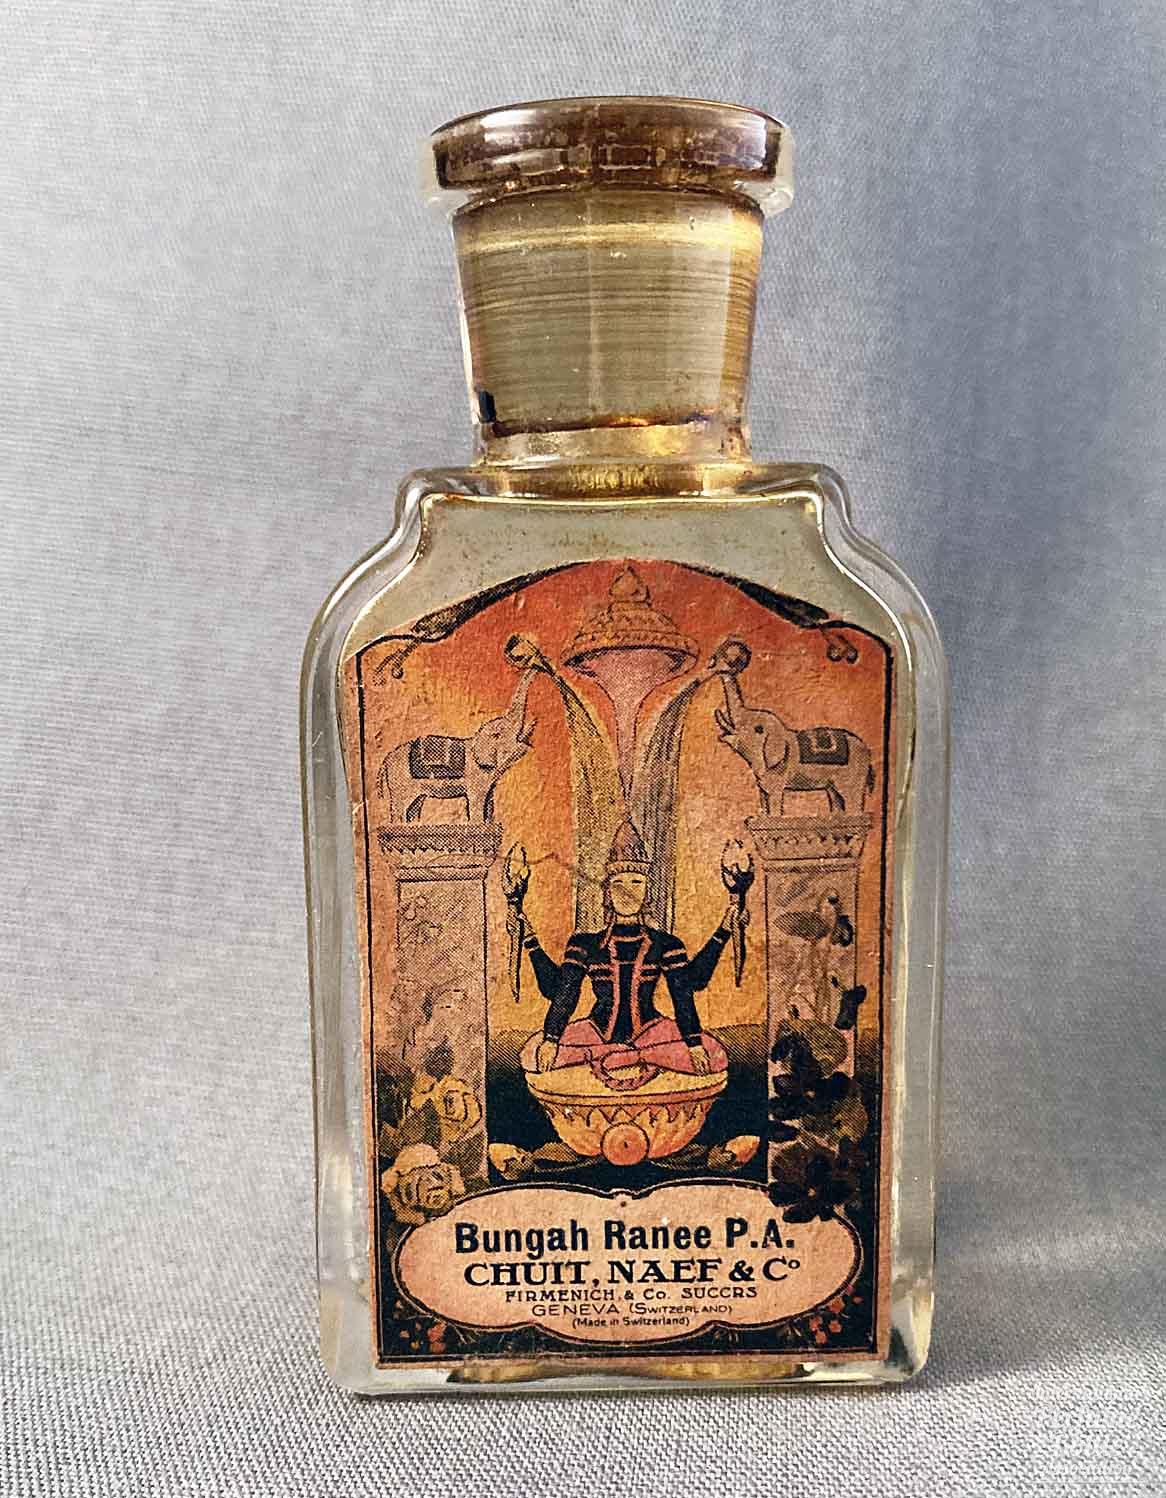 Bungah Ranee P.A.
CHUIT, NAEF & Co
FIRMENICH & Co. SUCCRS
GENEVA (SWITZERLAND)
(Made in Switzerland)